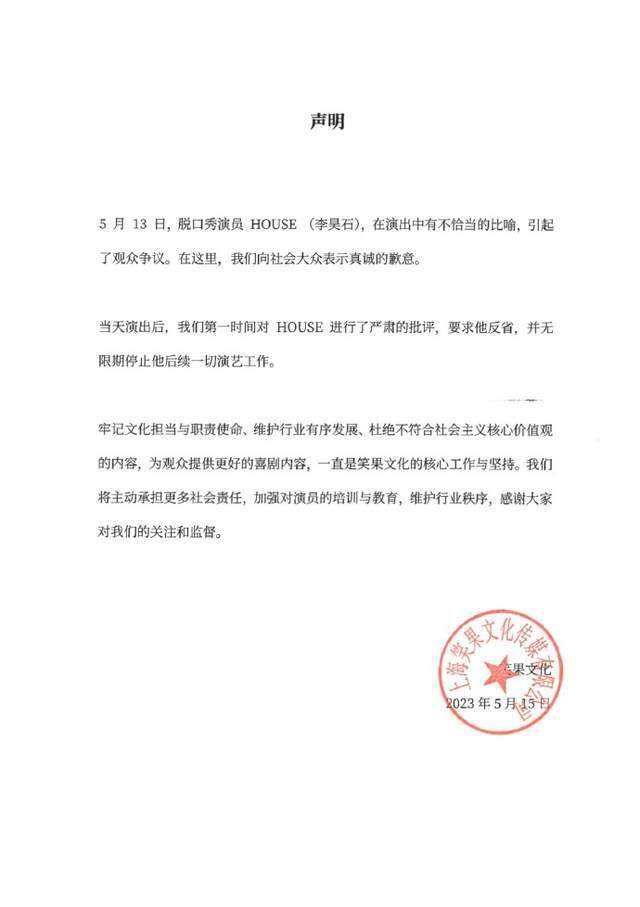 声明
5 月 13 日，脱口秀演员 HOUSE （李昊石），在演出中有不恰当的比喻，引起
了观众争议。在这里，我们向社会大众表示真诚的歉意。
当天演出后，我们第一时间对 HOUSE 进行了严肃的批评，要求他反省，并无
限期停止他后续一切演艺工作。
牢记文化担当与职责使命、维护行业有序发展、杜绝不符合社会主义核心价值观
的内容，为观众提供更好的喜剧内容，一直是笑果文化的核心工作与坚持。我们
将主动承担更多社会责任，加强对演员的培训与教育，维护行业秩序，感谢大家
对我们的关注和监督。
上海笑果文化传媒有限公司
笑果文化
2023 年 5 月 15 日